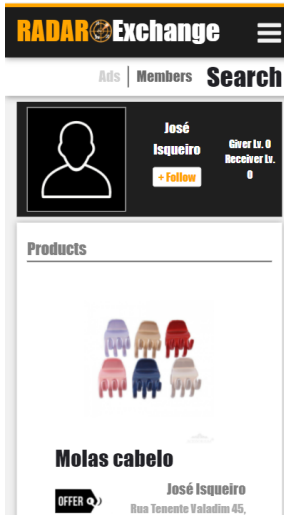 RADAR Exchange
Ads | Members Search
José
Isqueiro
+ Follow
Giver Lv. 0
Receiver Lv.
0
Products
Molas cabelo
OFFER
José Isqueiro
Rua Tenente Valadim 45,